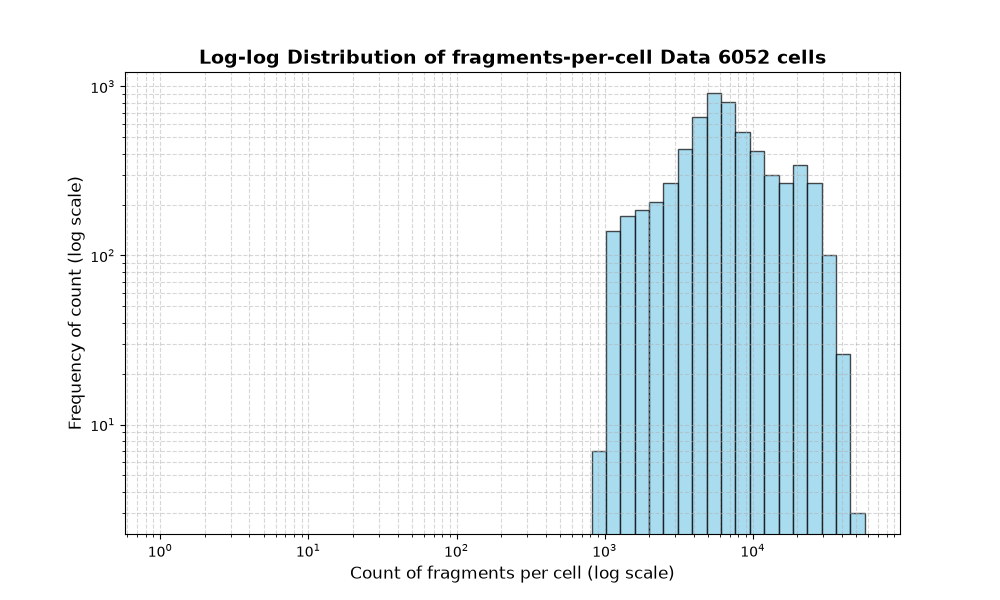 Log-log Distribution of fragments-per-cell Data 6052 cells
Frequency of count (log scale)
10³
10²
10¹
10⁰ 10¹ 10² 10³ 10⁴
Count of fragments per cell (log scale)